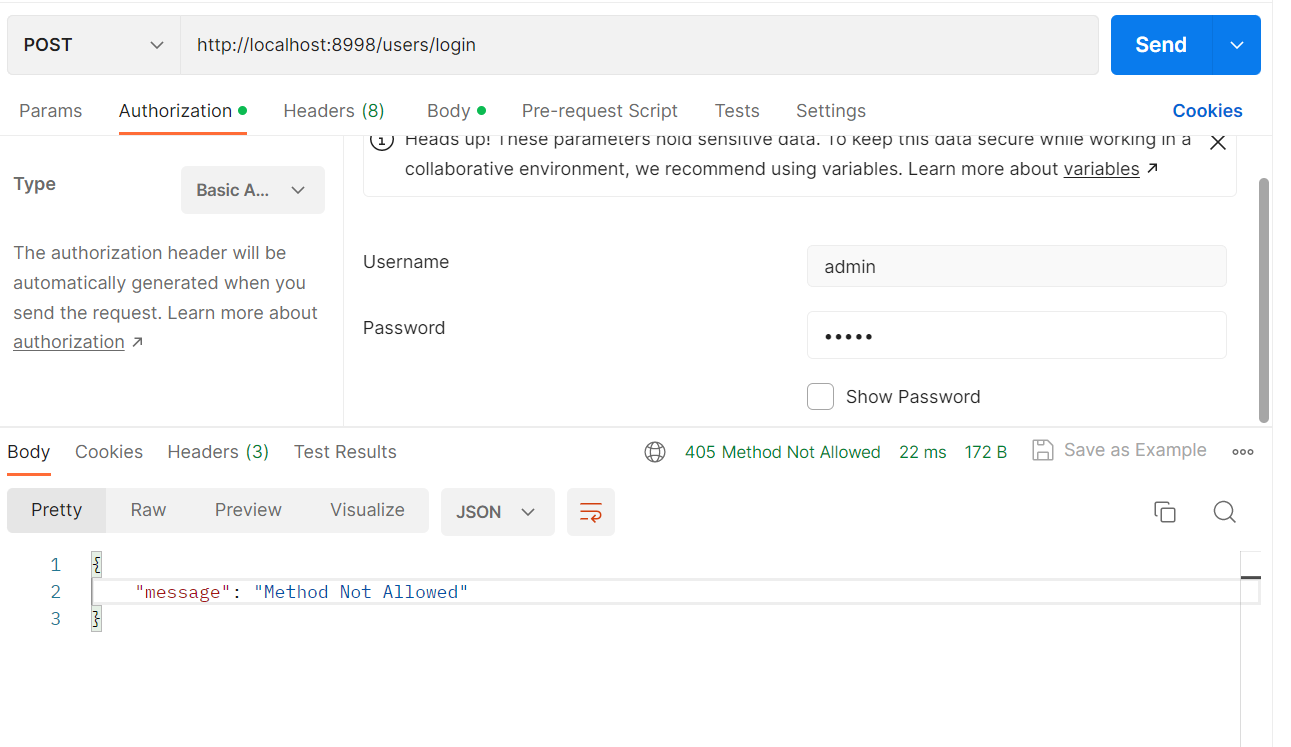 POST http://localhost:8998/users/login Send
Params Authorization Headers (8) Body Pre-request Script Tests Settings Cookies
Heads up! These parameters hold sensitive data. To keep this data secure while working in a
collaborative environment, we recommend using variables. Learn more about variables ↗
Type Basic A...
The authorization header will be
automatically generated when you
send the request. Learn more about
authorization ↗
Username admin
Password •••••
Show Password
Body Cookies Headers (3) Test Results 405 Method Not Allowed 22 ms 172 B Save as Example
Pretty Raw Preview Visualize JSON
1 {
2 "message": "Method Not Allowed"
3 }